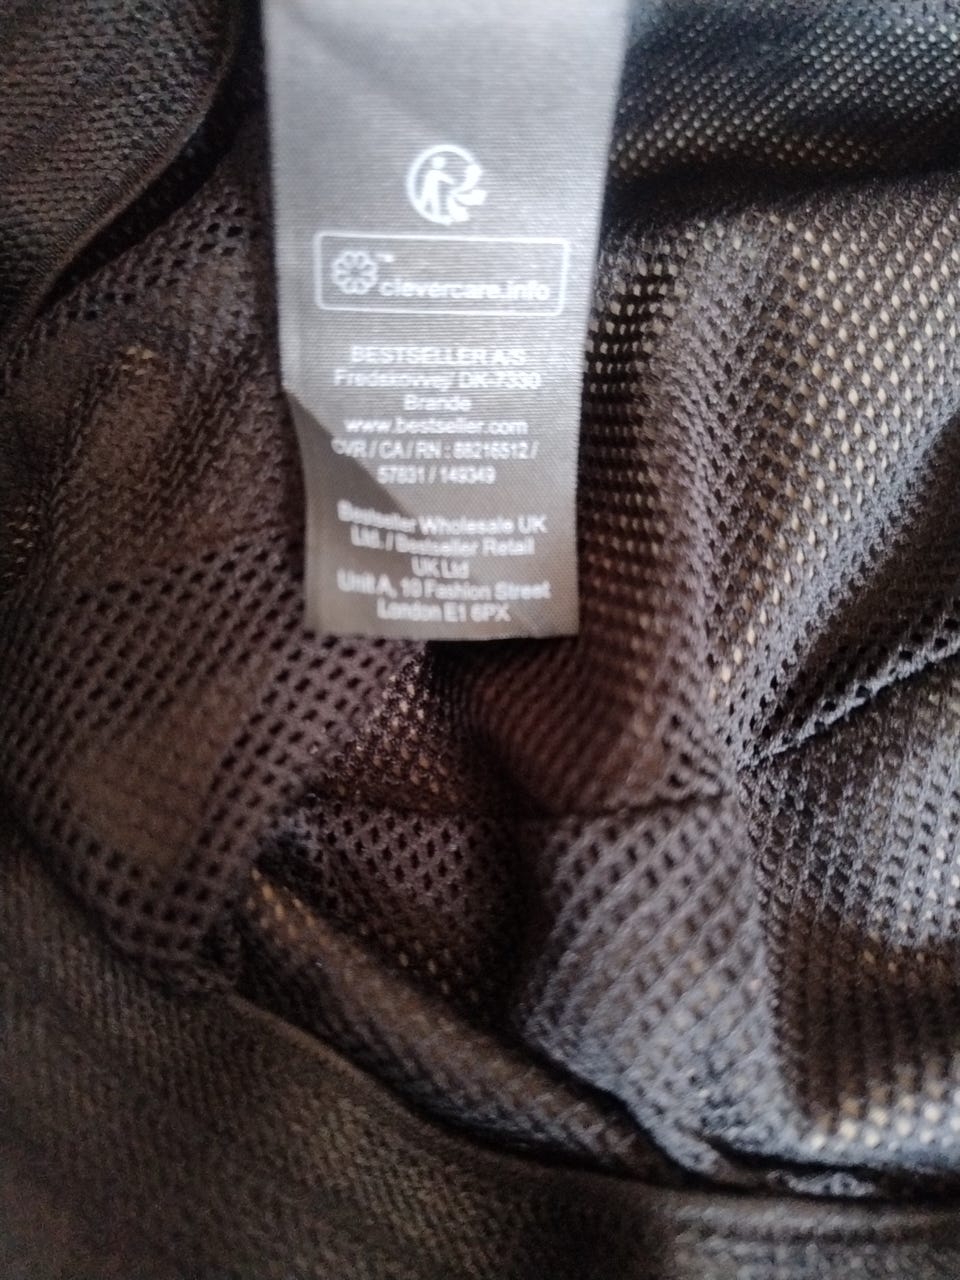 ™
clevercare.info
BESTSELLER A/S
Fredskovvej DK-7330
Brande
www.bestseller.com
CVR / CA / RN : 88216512 /
57831 / 149349
Bestseller Wholesale UK
Ltd. / Bestseller Retail
UK Ltd
Unit A, 10 Fashion Street
London E1 6PX